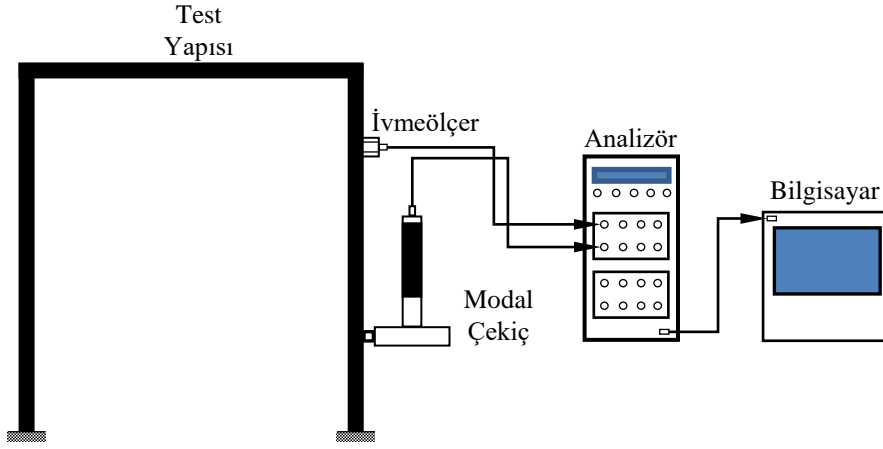 Test
Yapısı
İvmeölçer
Analizör
Bilgisayar
Modal
Çekiç